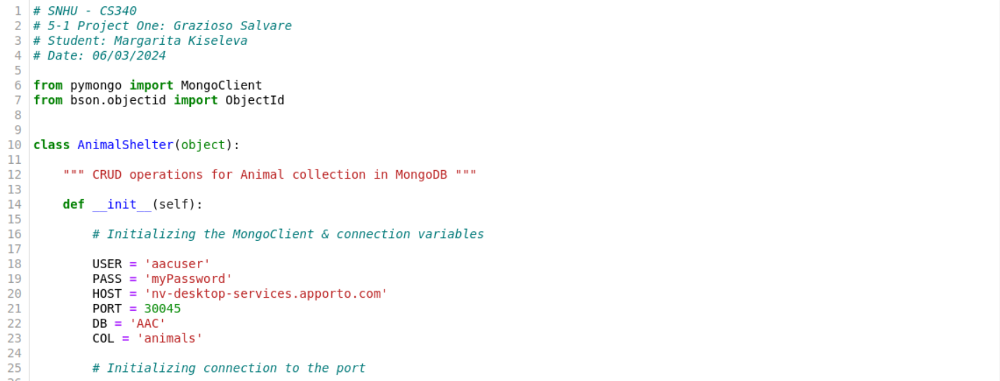 1 # SNHU - CS340
2 # 5-1 Project One: Grazioso Salvare
3 # Student: Margarita Kiseleva
4 # Date: 06/03/2024
5
6 from pymongo import MongoClient
7 from bson.objectid import ObjectId
8
9
10 class AnimalShelter(object):
11
12     """ CRUD operations for Animal collection in MongoDB """
13
14     def __init__(self):
15
16         # Initializing the MongoClient & connection variables
17
18         USER = 'aacuser'
19         PASS = 'myPassword'
20         HOST = 'nv-desktop-services.apporto.com'
21         PORT = 30045
22         DB = 'AAC'
23         COL = 'animals'
24
25         # Initializing connection to the port